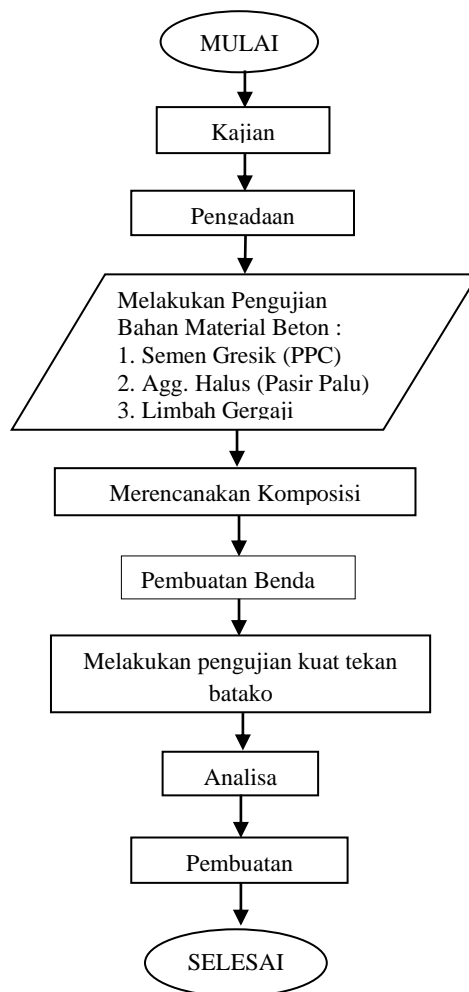 MULAI
Kajian
Pengadaan
Melakukan Pengujian
Bahan Material Beton :
1. Semen Gresik (PPC)
2. Agg. Halus (Pasir Palu)
3. Limbah Gergaji
Merencanakan Komposisi
Pembuatan Benda
Melakukan pengujian kuat tekan
batako
Analisa
Pembuatan
SELESAI